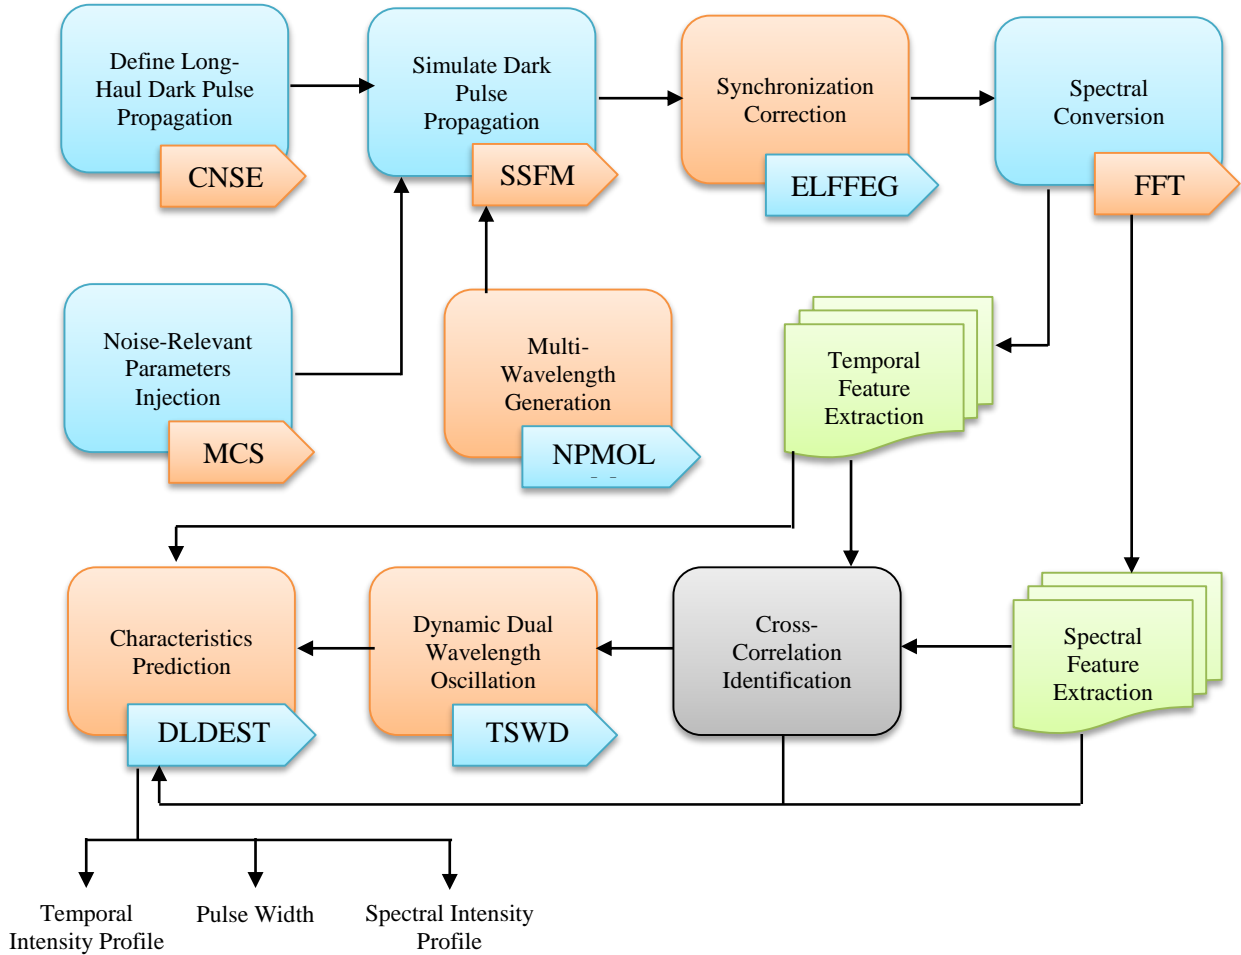 Define Long-
Haul Dark Pulse
Propagation
CNSE
Simulate Dark
Pulse
Propagation
SSFM
Synchronization
Correction
ELFFEG
Spectral
Conversion
FFT
Noise-Relevant
Parameters
Injection
MCS
Multi-
Wavelength
Generation
NPMOL
Temporal
Feature
Extraction
Characteristics
Prediction
DLDEST
Dynamic Dual
Wavelength
Oscillation
TSWD
Cross-
Correlation
Identification
Spectral
Feature
Extraction
Temporal
Intensity Profile
Pulse Width
Spectral Intensity
Profile